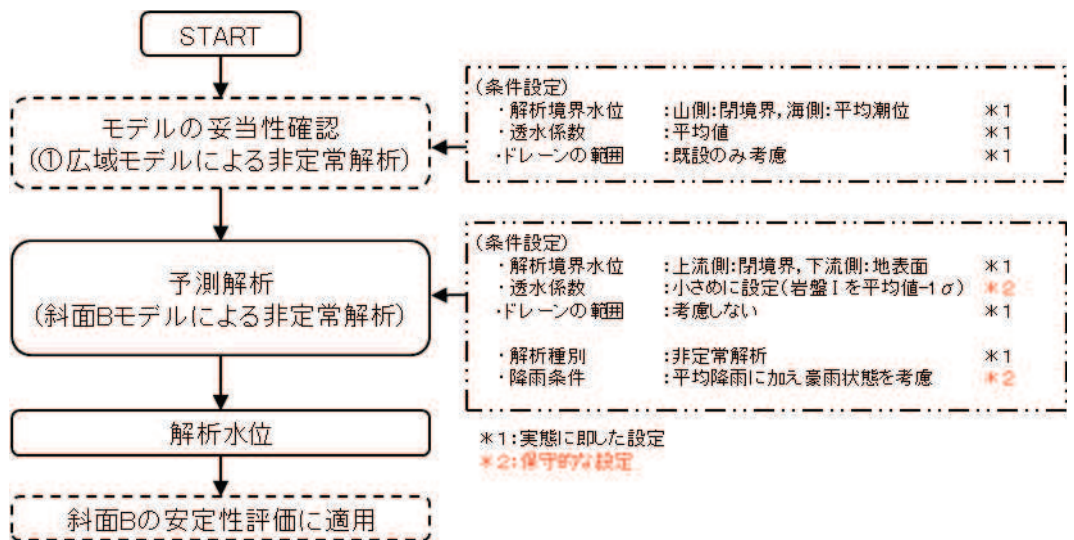 START
モデルの妥当性確認
(①広域モデルによる非定常解析)
(条件設定)
・解析境界水位 :山側:閉境界,海側:平均潮位 *1
・透水係数 :平均値 *1
・ドレーンの範囲 :既設のみ考慮 *1
予測解析
(斜面Bモデルによる非定常解析)
(条件設定)
・解析境界水位 :上流側:閉境界,下流側:地表面 *1
・透水係数 :小さめに設定(岩盤Ⅰを平均値-1σ) *2
・ドレーンの範囲 :考慮しない *1
・解析種別 :非定常解析 *1
・降雨条件 :平均降雨に加え豪雨状態を考慮 *2
解析水位
*1:実態に即した設定
*2:保守的な設定
斜面Bの安定性評価に適用